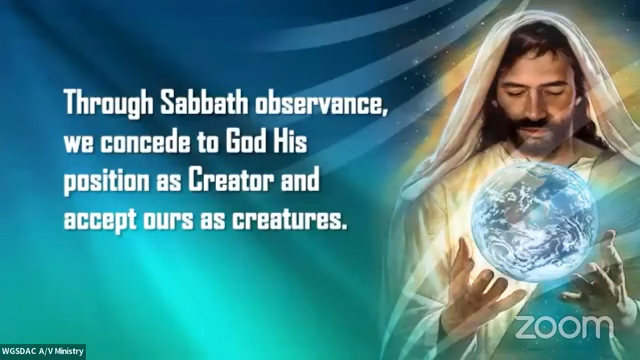 Through Sabbath observance,
we concede to God His
position as Creator and
accept ours as creatures.
zoom
WGSDAC A/V Ministry